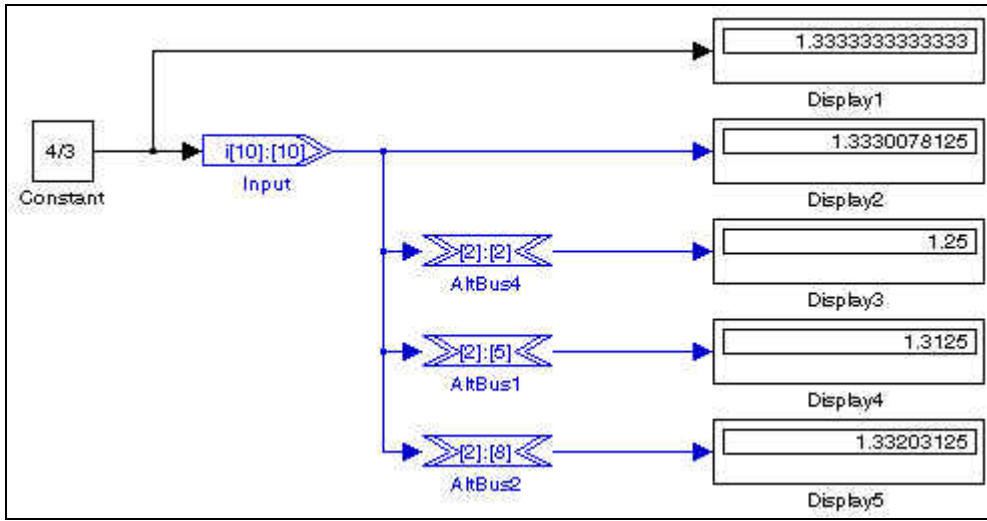 1.3333333333333
Display1
4/3
Constant
i[10]:[10]
Input
1.3330078125
Display2
[2]:[2]
AltBus4
1.25
Display3
[2]:[5]
AltBus1
1.3125
Display4
[2]:[8]
AltBus2
1.33203125
Display5